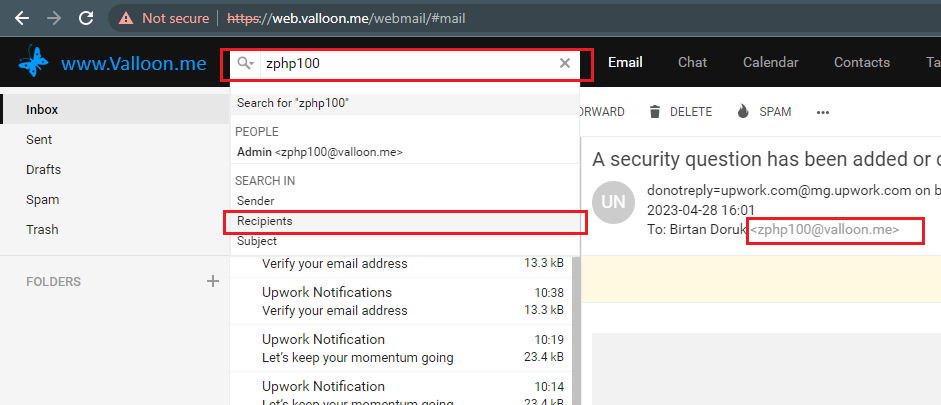 Not secure https://web.valloon.me/webmail/#mail
www.Valloon.me
zphp100
Email Chat Calendar Contacts Ta
Inbox
Sent
Drafts
Spam
Trash
FOLDERS
Search for "zphp100"
PEOPLE
Admin <zphp100@valloon.me>
SEARCH IN
Sender
Recipients
Subject
Verify your email address 13.3 kB
Upwork Notifications 10:38
Verify your email address 13.3 kB
Upwork Notification 10:19
Let's keep your momentum going 23.4 kB
Upwork Notification 10:14
Let's keep your momentum going 23.4 kB
ORWARD DELETE SPAM
A security question has been added or c
UN
donotreply=upwork.com@mg.upwork.com on b
2023-04-28 16:01
To: Birtan Doruk <zphp100@valloon.me>